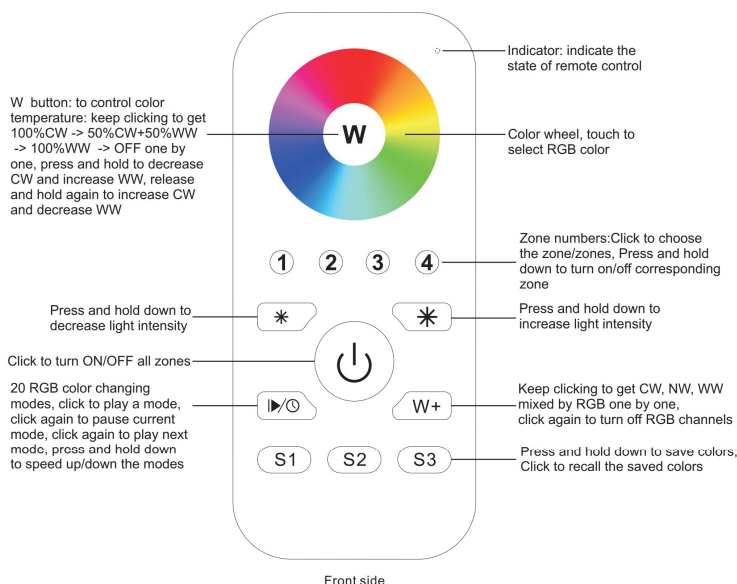 Indicator: indicate the
state of remote control
W button: to control color
temperature: keep clicking to get
100%CW -> 50%CW+50%WW
-> 100%WW -> OFF one by
one, press and hold to decrease
CW and increase WW, release
and hold again to increase CW
and decrease WW
W
Color wheel, touch to
select RGB color
1 2 3 4
Zone numbers:Click to choose
the zone/zones, Press and hold
down to turn on/off corresponding
zone
Press and hold down to
decrease light intensity
Press and hold down to
increase light intensity
Click to turn ON/OFF all zones
20 RGB color changing
modes, click to play a mode,
click again to pause current
mode, click again to play next
mode, press and hold down
to speed up/down the modes
W+
Keep clicking to get CW, NW, WW
mixed by RGB one by one,
click again to turn off RGB channels
S1 S2 S3
Press and hold down to save colors;
Click to recall the saved colors
Front side